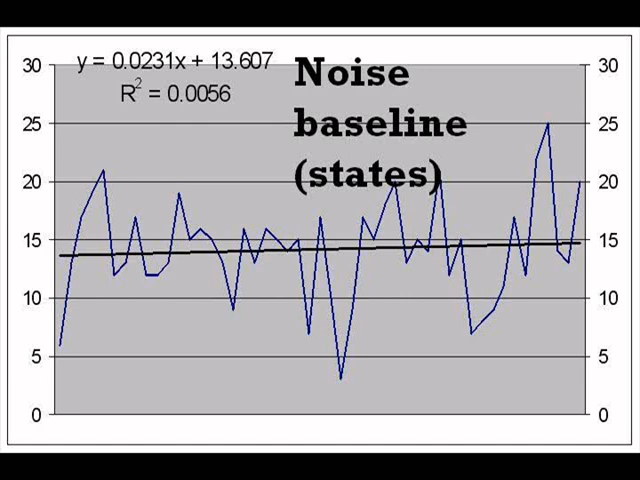 y = 0.0231x + 13.607
R² = 0.0056
Noise
baseline
(states)
30 30
25 25
20 20
15 15
10 10
5 5
0 0